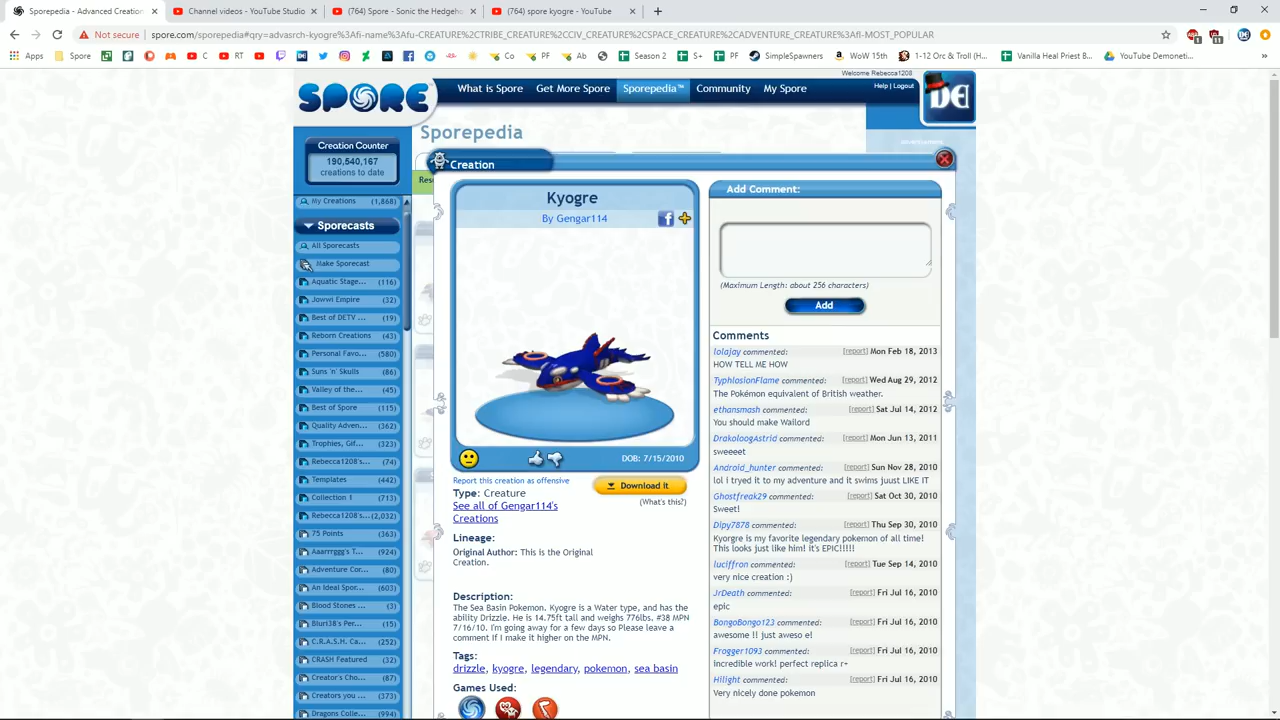 Sporepedia - Advanced Creation
Channel videos - YouTube Studio
(764) Spore - Sonic the Hedgeho
(764) spore kyogre - YouTube
Not secure
spore.com/sporepedia#qry=advasrch-kyogre%3Afi-name%3Afu-CREATURE%2CTRIBE_CREATURE%2CCIV_CREATURE%2CSPACE_CREATURE%2CADVENTURE_CREATURE%3Afl-MOST_POPULAR
Apps
Spore
C
RT
Co
PF
Ab
Season 2
S+
PF
SimpleSpawners
WoW 15th
1-12 Orc & Troll (H...
Vanilla Heal Priest B...
YouTube Demoneti...
Welcome Rebecca1208
SPORE
What is Spore
Get More Spore
Sporepedia™
Community
My Spore
Help | Logout
DE
Sporepedia
Creation Counter
190,540,167
creations to date
My Creations (1,868)
Sporecasts
All Sporecasts
Make Sporecast
Aquatic Stage... (116)
Jowwi Empire (32)
Best of DETV ... (19)
Reborn Creations (43)
Personal Favo... (580)
Suns 'n' Skulls (86)
Valley of the... (45)
Best of Spore (115)
Quality Adven... (362)
Trophies, Gif... (323)
Rebecca1208's... (74)
Templates (442)
Collection 1 (713)
Rebecca1208's... (2,032)
75 Points (363)
Aaarrrggg's T... (924)
Adventure Cor... (80)
An Ideal Spor... (603)
Blood Stones ... (3)
Bluri38's Per... (15)
C.R.A.S.H. Ca... (252)
CRASH Featured (32)
Creator's Cho... (87)
Creators you ... (373)
Dragons Colle... (994)
Creation
Kyogre
By Gengar114
DOB: 7/15/2010
Report this creation as offensive
Type: Creature
See all of Gengar114's
Creations
Download it
(What's this?)
Lineage:
Original Author: This is the Original
Creation.
Description:
The Sea Basin Pokemon. Kyogre is a Water type, and has the
ability Drizzle. He is 14.75ft tall and weighs 776lbs. #38 MPN
7/16/10. I'm going away for a few days so Please leave a
comment if I make it higher on the MPN.
Tags:
drizzle, kyogre, legendary, pokemon, sea basin
Games Used:
Add Comment:
(Maximum Length: about 256 characters)
Add
Comments
lolajay commented: [report] Mon Feb 18, 2013
HOW TELL ME HOW
TyphlosionFlame commented: [report] Wed Aug 29, 2012
The Pokémon equivalent of British weather.
ethansmash commented: [report] Sat Jul 14, 2012
You should make Wailord
DrakoloogAstrid commented: [report] Mon Jun 13, 2011
sweeeet
Android_hunter commented: [report] Sun Nov 28, 2010
lol i tryed it to my adventure and it swims juust LIKE IT
Ghostfreak29 commented: [report] Sat Oct 30, 2010
Sweet!
Dipy7878 commented: [report] Thu Sep 30, 2010
Kyorgre is my favorite legendary pokemon of all time!
This looks just like him! it's EPIC!!!!!
luciffron commented: [report] Tue Sep 14, 2010
very nice creation :)
JrDeath commented: [report] Fri Jul 16, 2010
epic
BongoBongo123 commented: [report] Fri Jul 16, 2010
awesome !! just aweso e!
Frogger1093 commented: [report] Fri Jul 16, 2010
incredible work! perfect replica r+
Hilight commented: [report] Fri Jul 16, 2010
Very nicely done pokemon